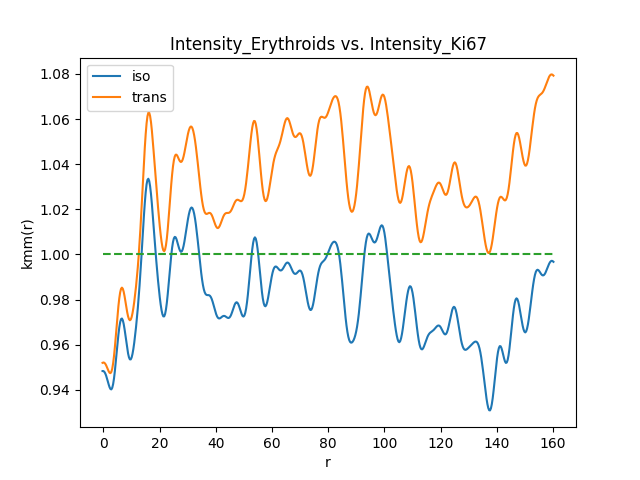 Intensity_Erythroids vs. Intensity_Ki67
iso
trans
kmm(r)
1.08
1.06
1.04
1.02
1.00
0.98
0.96
0.94
0 20 40 60 80 100 120 140 160
r